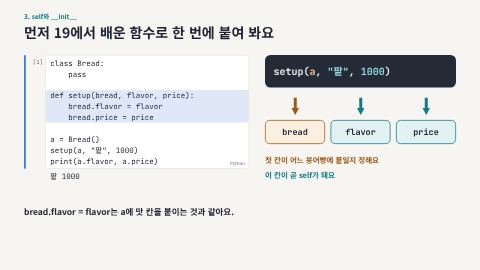 3. self와 __init__
먼저 19에서 배운 함수로 한 번에 붙여 봐요
[1]
class Bread:
    pass

def setup(bread, flavor, price):
    bread.flavor = flavor
    bread.price = price

a = Bread()
setup(a, "팥", 1000)
print(a.flavor, a.price)
Python
팥 1000
setup(a, "팥", 1000)
bread flavor price
첫 칸이 어느 붕어빵에 붙일지 정해요
이 칸이 곧 self가 돼요
bread.flavor = flavor는 a에 맛 칸을 붙이는 것과 같아요.